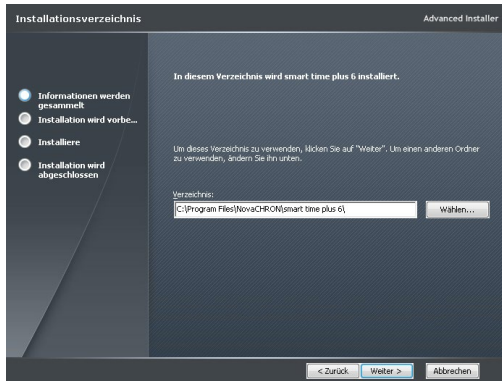 Installationsverzeichnis
Advanced Installer
Informationen werden
gesammelt
Installation wird vorbe...
Installiere
Installation wird
abgeschlossen
In diesem Verzeichnis wird smart time plus 6 installiert.
Um dieses Verzeichnis zu verwenden, klicken Sie auf "Weiter". Um einen anderen Ordner
zu verwenden, ändern Sie ihn unten.
Verzeichnis:
C:\Program Files\NovaCHRON\smart time plus 6\
Wählen...
< Zurück
Weiter >
Abbrechen